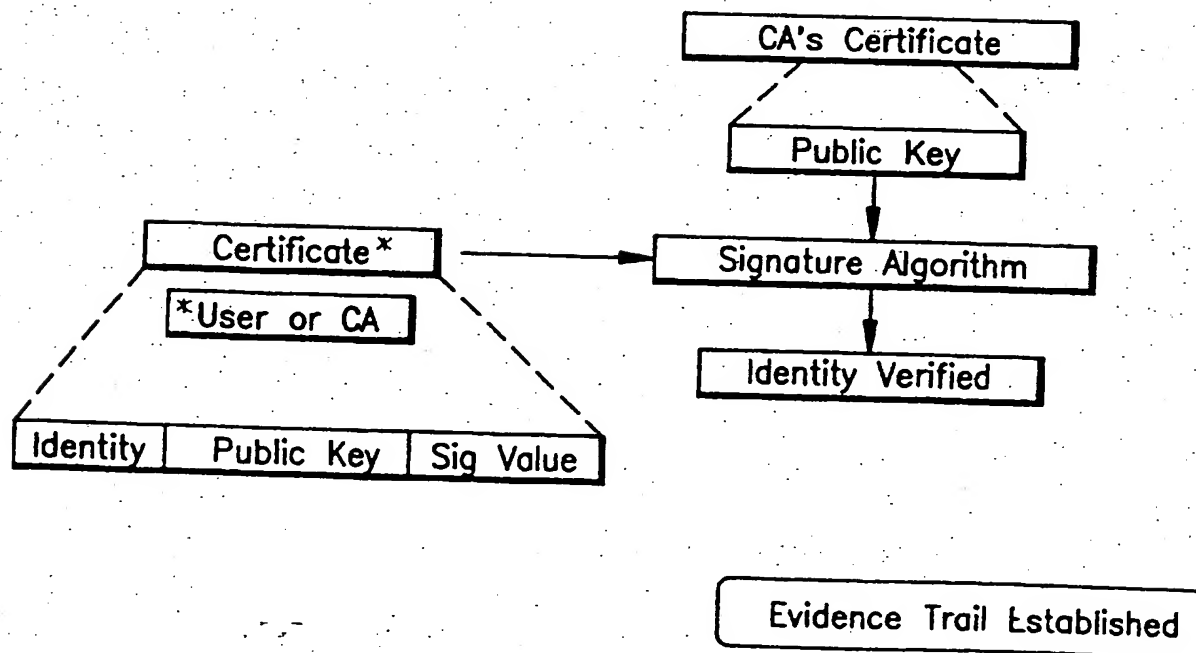 CA's Certificate
Public Key
Certificate*
Signature Algorithm
*User or CA
Identity Verified
Identity Public Key Sig Value
Evidence Trail Established